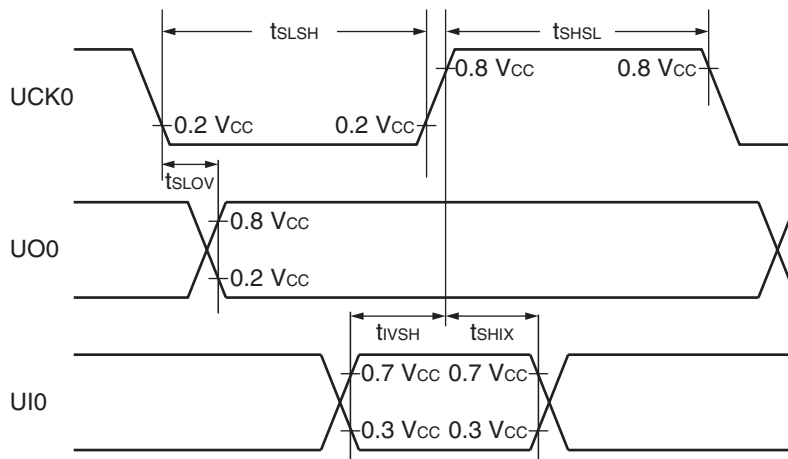 tSLSH tSHSL
UCK0 0.8 VCC 0.8 VCC
0.2 VCC 0.2 VCC
tSLOV
UO0 0.8 VCC
0.2 VCC
tIVSH tSHIX
0.7 VCC 0.7 VCC
UI0
0.3 VCC 0.3 VCC